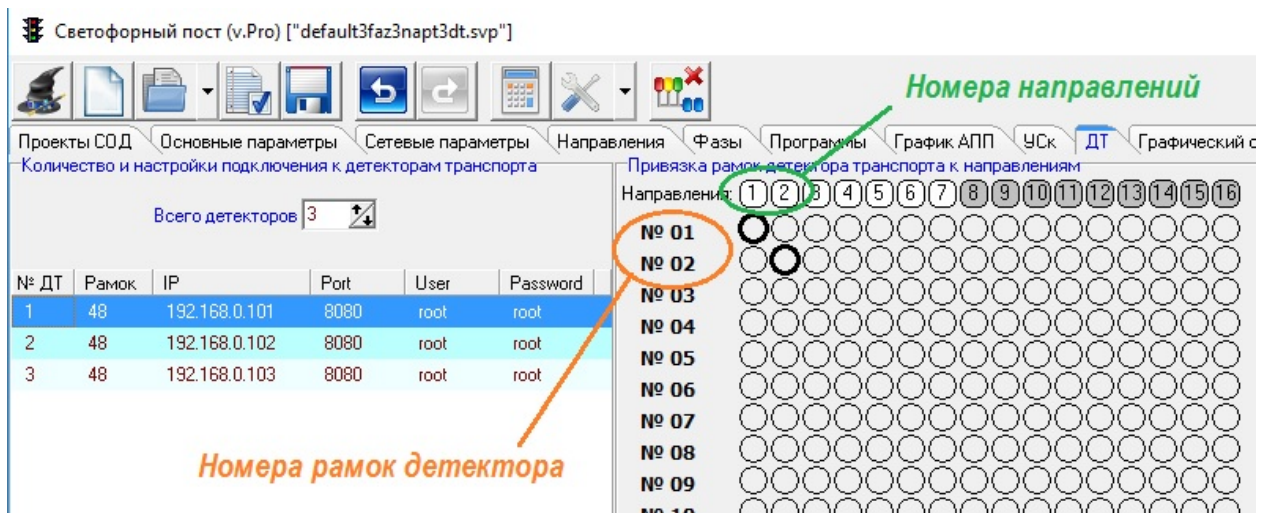 Светофорный пост (v.Pro) ["default3faz3napt3dt.svp"]
Номера направлений
Проекты СОД Основные параметры Сетевые параметры Направления Фазы Программы График АПП УСк ДТ Графический с
Количество и настройки подключения к детекторам транспорта
Привязка рамок детектора транспорта к направлениям
Всего детекторов 3
Направления: 1 2 3 4 5 6 7 8 9 10 11 12 13 14 15 16
№ ДТ Рамок IP Port User Password
1 48 192.168.0.101 8080 root root
2 48 192.168.0.102 8080 root root
3 48 192.168.0.103 8080 root root
№ 01
№ 02
№ 03
№ 04
№ 05
№ 06
№ 07
№ 08
№ 09
№ 10
Номера рамок детектора